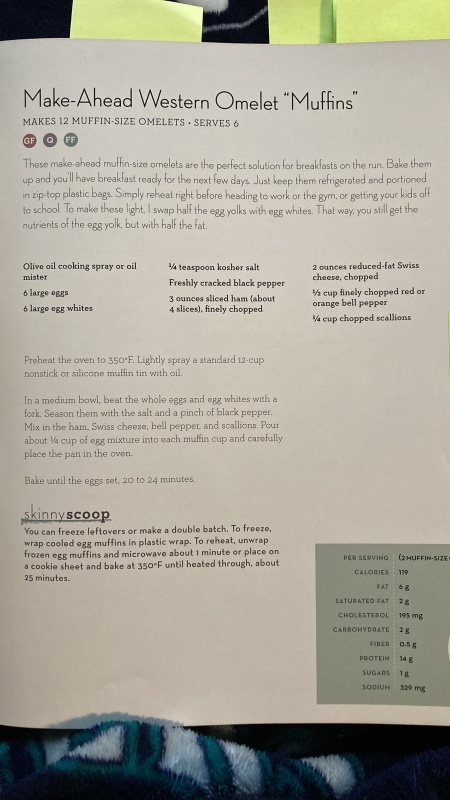 Make-Ahead Western Omelet “Muffins”
MAKES 12 MUFFIN-SIZE OMELETS • SERVES 6
GF Q FF
These make-ahead muffin-size omelets are the perfect solution for breakfasts on the run. Bake them
up and you'll have breakfast ready for the next few days. Just keep them refrigerated and portioned
in zip-top plastic bags. Simply reheat right before heading to work or the gym, or getting your kids off
to school. To make these light, I swap half the egg yolks with egg whites. That way, you still get the
nutrients of the egg yolk, but with half the fat.
Olive oil cooking spray or oil
mister
6 large eggs
6 large egg whites
¼ teaspoon kosher salt
Freshly cracked black pepper
3 ounces sliced ham (about
4 slices), finely chopped
2 ounces reduced-fat Swiss
cheese, chopped
½ cup finely chopped red or
orange bell pepper
¼ cup chopped scallions
Preheat the oven to 350°F. Lightly spray a standard 12-cup
nonstick or silicone muffin tin with oil.
In a medium bowl, beat the whole eggs and egg whites with a
fork. Season them with the salt and a pinch of black pepper.
Mix in the ham, Swiss cheese, bell pepper, and scallions. Pour
about ¼ cup of egg mixture into each muffin cup and carefully
place the pan in the oven.
Bake until the eggs set, 20 to 24 minutes.
skinnyscoop
You can freeze leftovers or make a double batch. To freeze,
wrap cooled egg muffins in plastic wrap. To reheat, unwrap
frozen egg muffins and microwave about 1 minute or place on
a cookie sheet and bake at 350°F until heated through, about
25 minutes.
PER SERVING (2 MUFFIN-SIZE
CALORIES 119
FAT 6 g
SATURATED FAT 2 g
CHOLESTEROL 195 mg
CARBOHYDRATE 2 g
FIBER 0.5 g
PROTEIN 14 g
SUGARS 1 g
SODIUM 329 mg